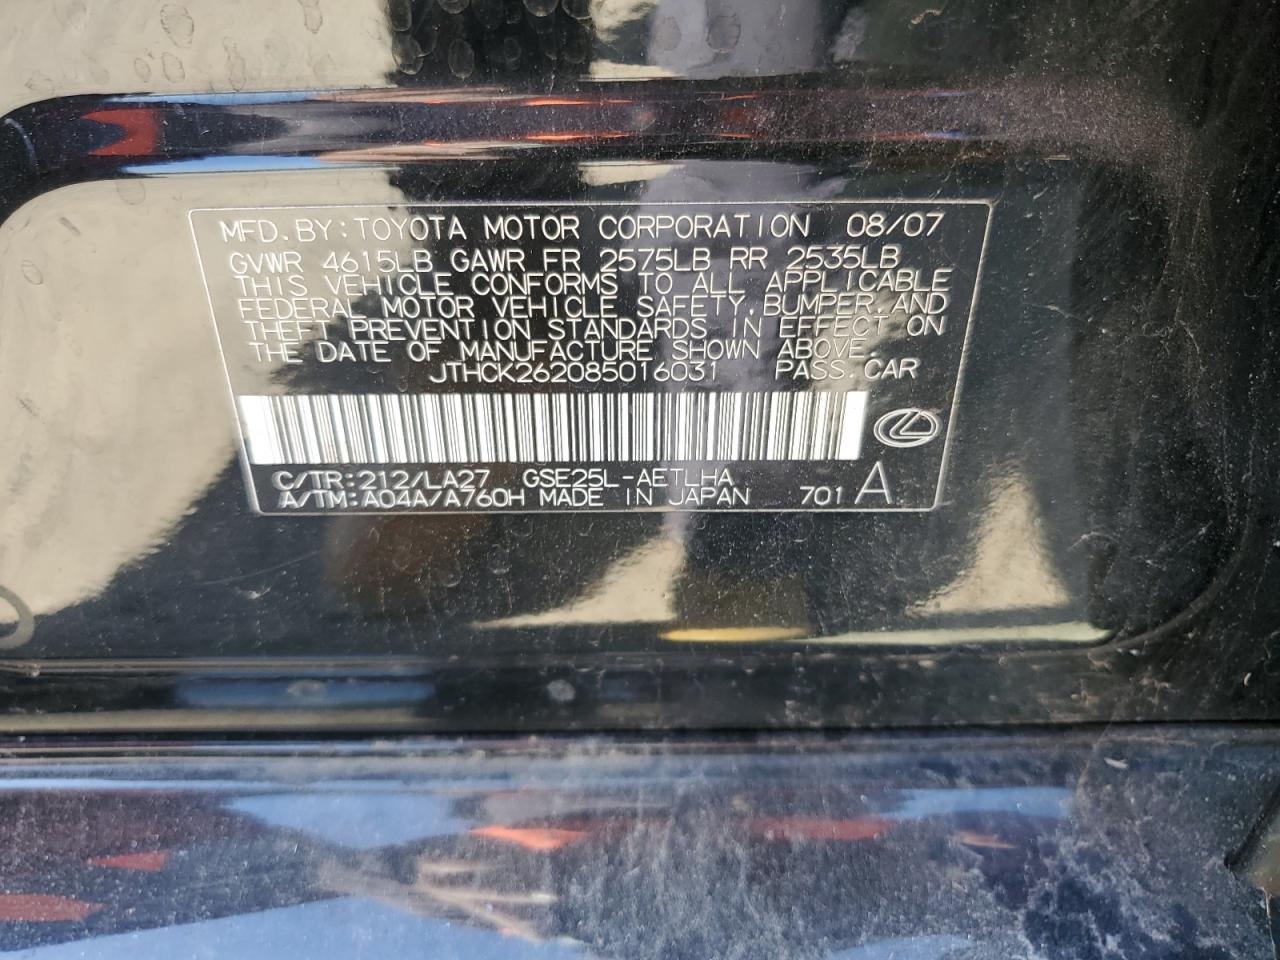 MFD. BY: TOYOTA MOTOR CORPORATION 08/07
GVWR 4615LB GAWR FR 2575LB RR 2535LB
THIS VEHICLE CONFORMS TO ALL APPLICABLE
FEDERAL MOTOR VEHICLE SAFETY, BUMPER, AND
THEFT PREVENTION STANDARDS IN EFFECT ON
THE DATE OF MANUFACTURE SHOWN ABOVE.
JTHCK262085016031 PASS. CAR
C/TR: 212/LA27 GSE25L-AETLHA
A/TM: A04A/A760H MADE IN JAPAN 701 A